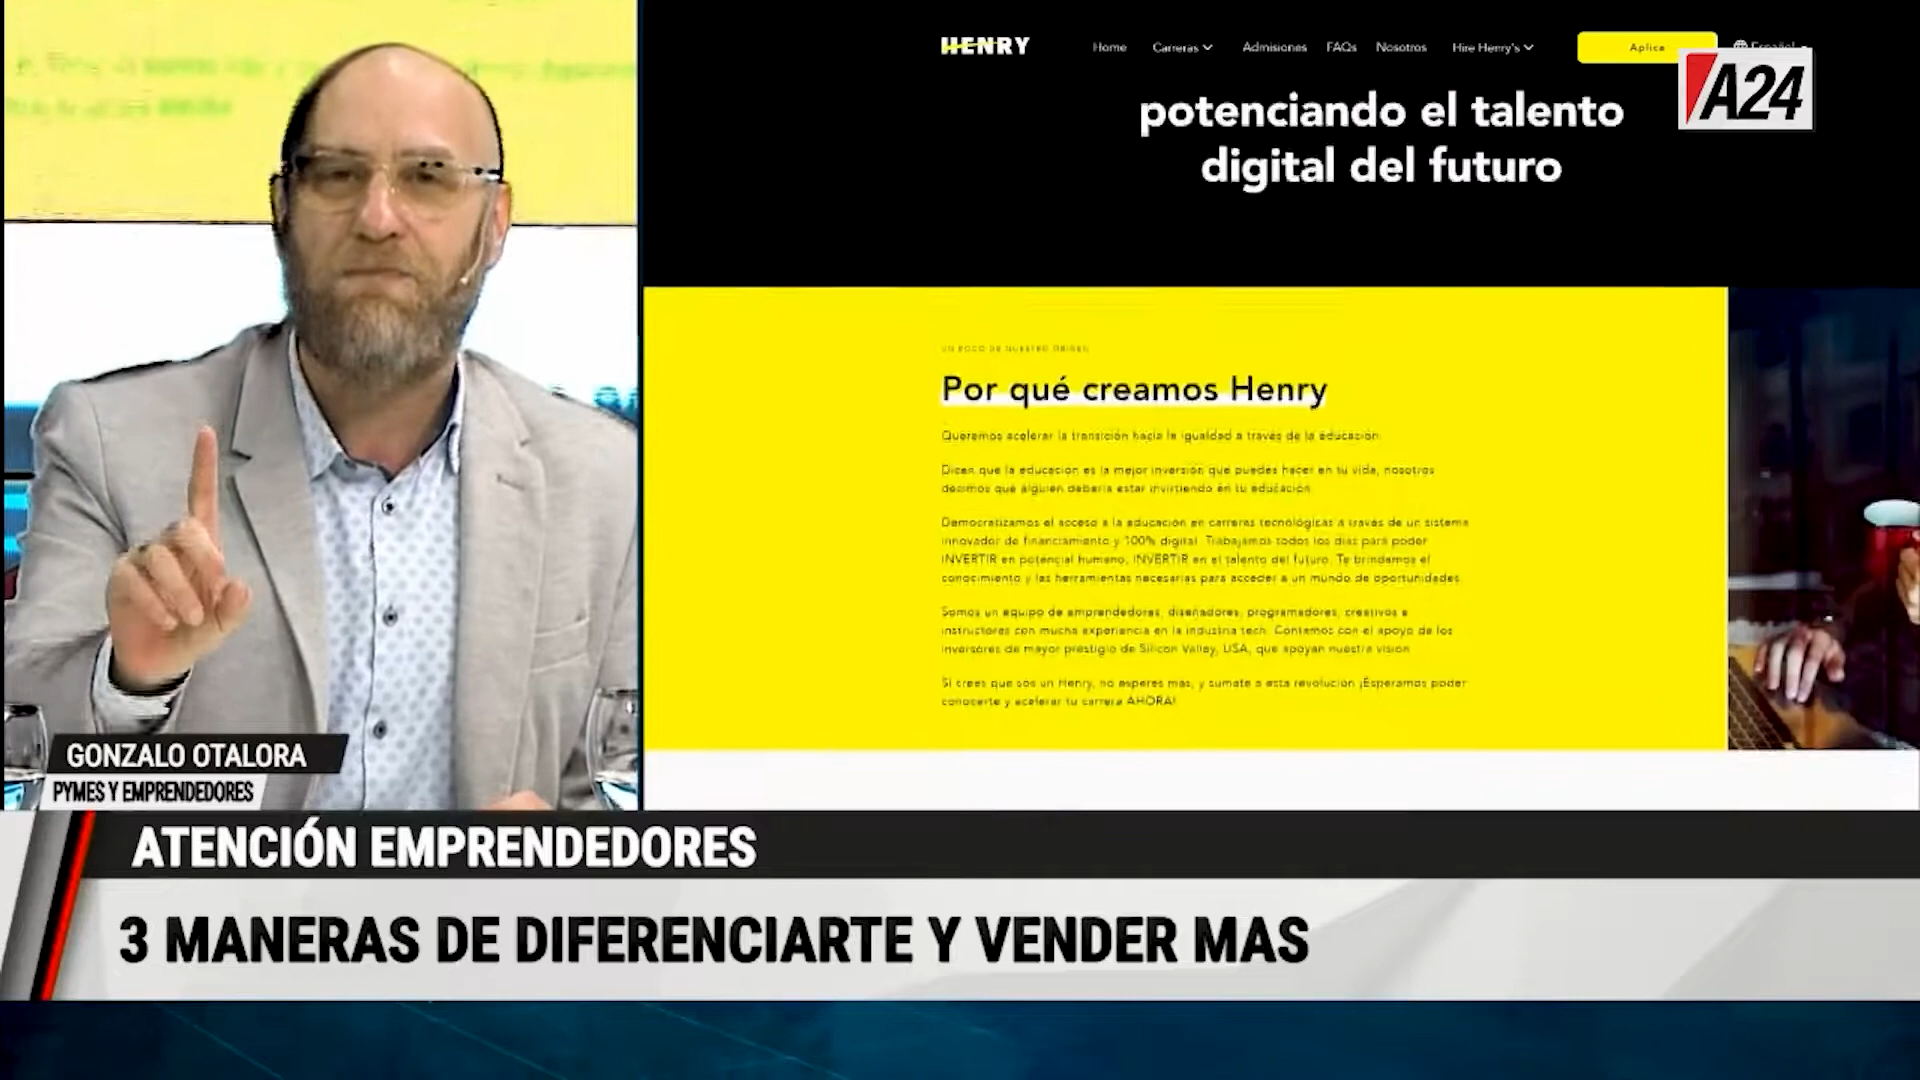 HENRY
Home Carreras Admisiones FAQs Nosotros Hire Henry's Aplica Español
A24
potenciando el talento
digital del futuro
UN POCO DE NUESTRO ORIGEN
Por qué creamos Henry
Queremos acelerar la transición hacia la igualdad a través de la educación.
Dicen que la educación es la mejor inversión que puedes hacer en tu vida, nosotros
decimos que alguien debería estar invirtiendo en tu educación.
Democratizamos el acceso a la educación en carreras tecnológicas a través de un sistema
innovador de financiamiento y 100% digital. Trabajamos todos los días para poder
INVERTIR en potencial humano, INVERTIR en el talento del futuro. Te brindamos el
conocimiento y las herramientas necesarias para acceder a un mundo de oportunidades.
Somos un equipo de emprendedores, diseñadores, programadores, creativos e
instructores con mucha experiencia en la industria tech. Contamos con el apoyo de los
inversores de mayor prestigio de Silicon Valley, USA, que apoyan nuestra visión.
Si crees que sos un Henry, no esperes más, y sumate a esta revolución ¡Esperamos poder
conocerte y acelerar tu carrera AHORA!
GONZALO OTALORA
PYMES Y EMPRENDEDORES
ATENCIÓN EMPRENDEDORES
3 MANERAS DE DIFERENCIARTE Y VENDER MAS